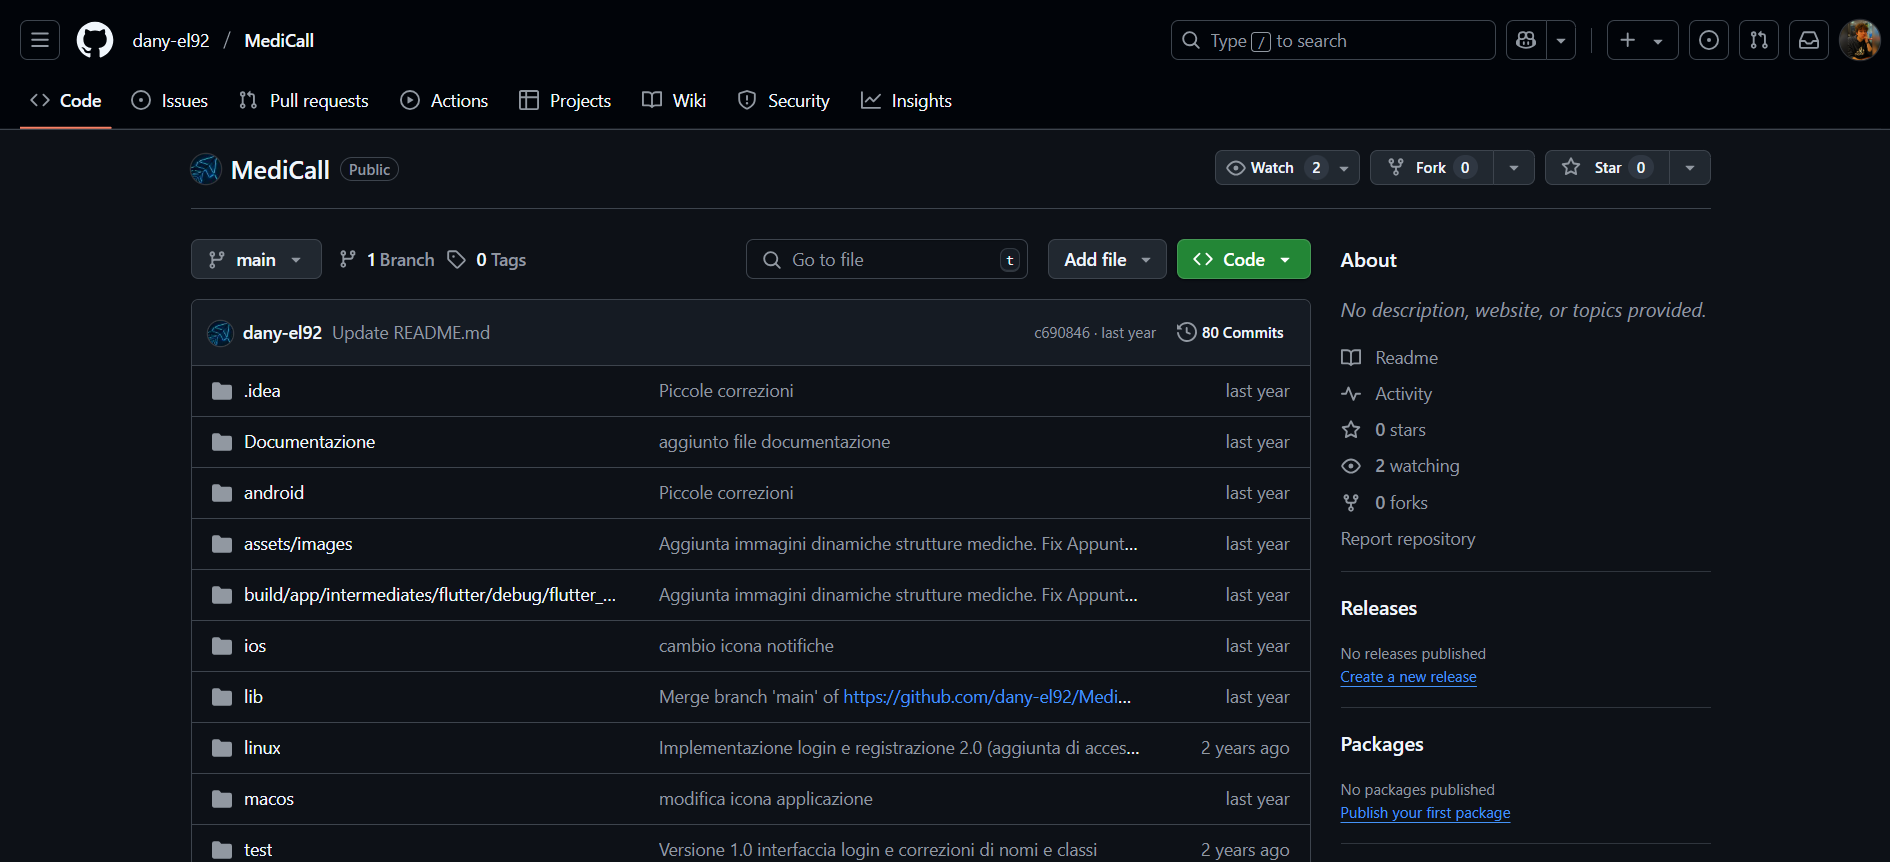 dany-el92 / MediCall
Type / to search
Code
Issues
Pull requests
Actions
Projects
Wiki
Security
Insights
MediCall Public
Watch 2
Fork 0
Star 0
main
1 Branch
0 Tags
Go to file t
Add file
Code
dany-el92 Update README.md c690846 · last year 80 Commits
.idea Piccole correzioni last year
Documentazione aggiunto file documentazione last year
android Piccole correzioni last year
assets/images Aggiunta immagini dinamiche strutture mediche. Fix Appunt... last year
build/app/intermediates/flutter/debug/flutter_... Aggiunta immagini dinamiche strutture mediche. Fix Appunt... last year
ios cambio icona notifiche last year
lib Merge branch 'main' of https://github.com/dany-el92/Medi... last year
linux Implementazione login e registrazione 2.0 (aggiunta di acces... 2 years ago
macos modifica icona applicazione last year
test Versione 1.0 interfaccia login e correzioni di nomi e classi 2 years ago
About
No description, website, or topics provided.
Readme
Activity
0 stars
2 watching
0 forks
Report repository
Releases
No releases published
Create a new release
Packages
No packages published
Publish your first package